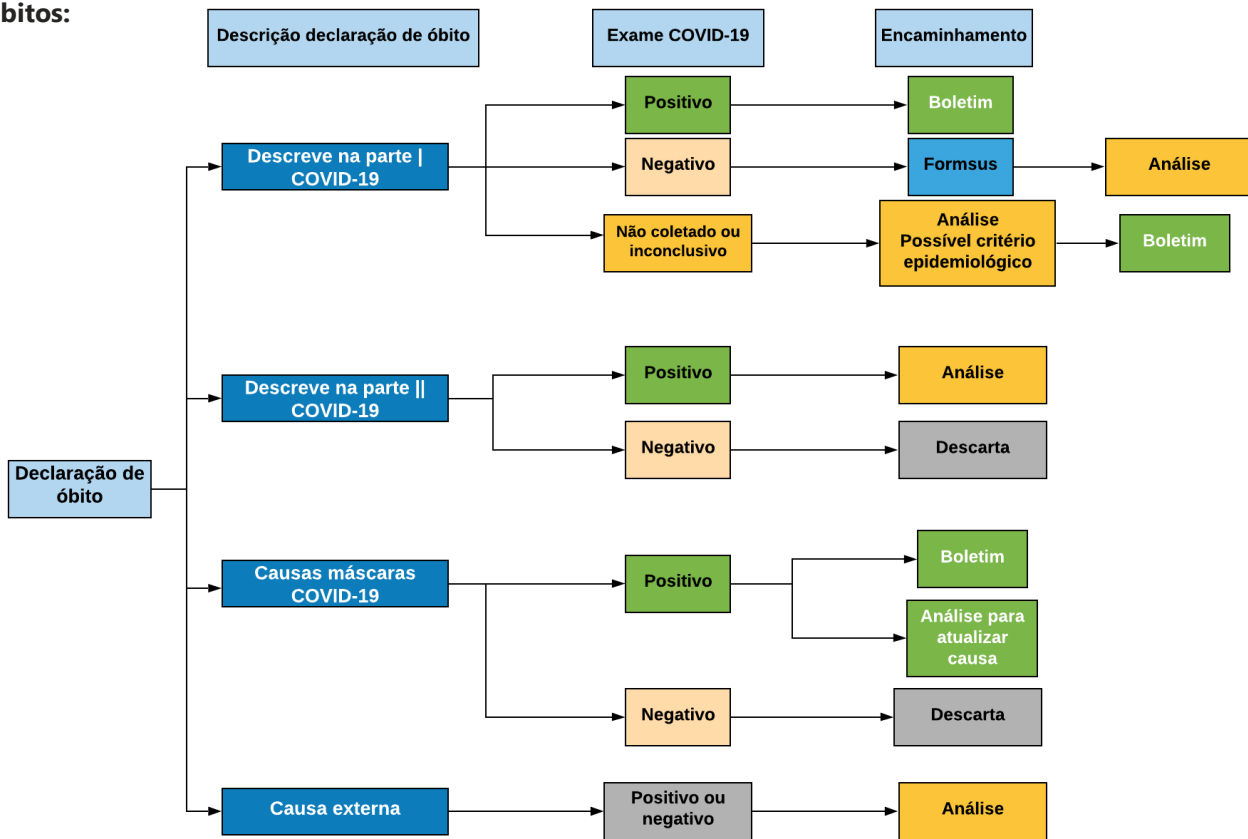 bitos:
Descrição declaração de óbito
Exame COVID-19
Encaminhamento
Positivo
Boletim
Descreve na parte |
COVID-19
Negativo
Formsus
Análise
Não coletado ou
inconclusivo
Análise
Possível critério
epidemiológico
Boletim
Descreve na parte ||
COVID-19
Positivo
Análise
Negativo
Descarta
Declaração de
óbito
Causas máscaras
COVID-19
Positivo
Boletim
Análise para
atualizar
causa
Negativo
Descarta
Causa externa
Positivo ou
negativo
Análise